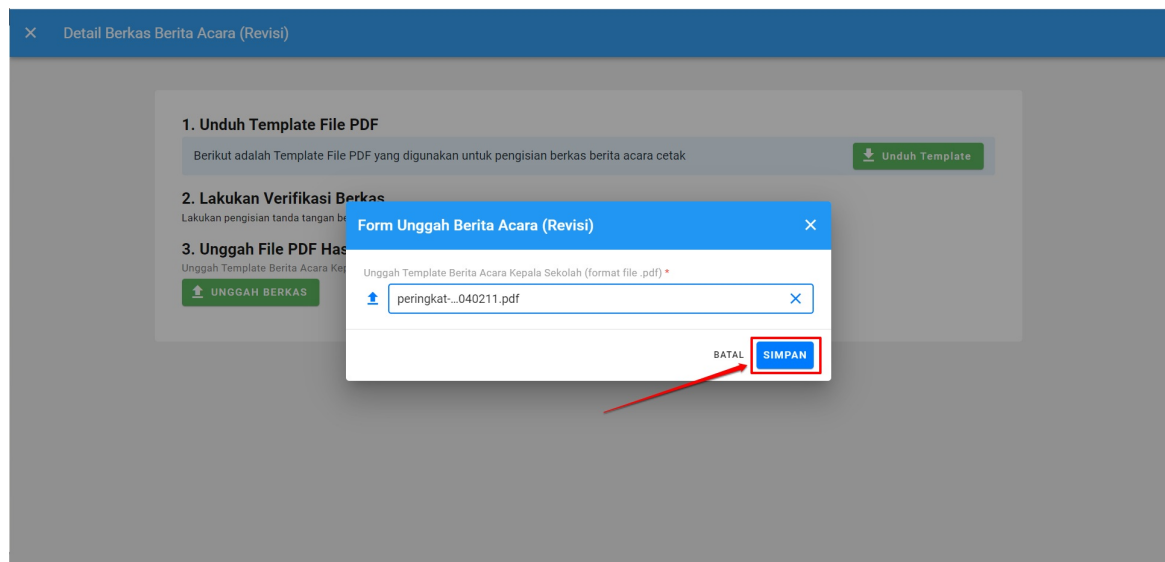 Detail Berkas Berita Acara (Revisi)
1. Unduh Template File PDF
Berikut adalah Template File PDF yang digunakan untuk pengisian berkas berita acara cetak
Unduh Template
2. Lakukan Verifikasi Berkas
Lakukan pengisian tanda tangan be
3. Unggah File PDF Has
Unggah Template Berita Acara Kep
UNGGAH BERKAS
Form Unggah Berita Acara (Revisi)
Unggah Template Berita Acara Kepala Sekolah (format file .pdf) *
peringkat-...040211.pdf
BATAL
SIMPAN